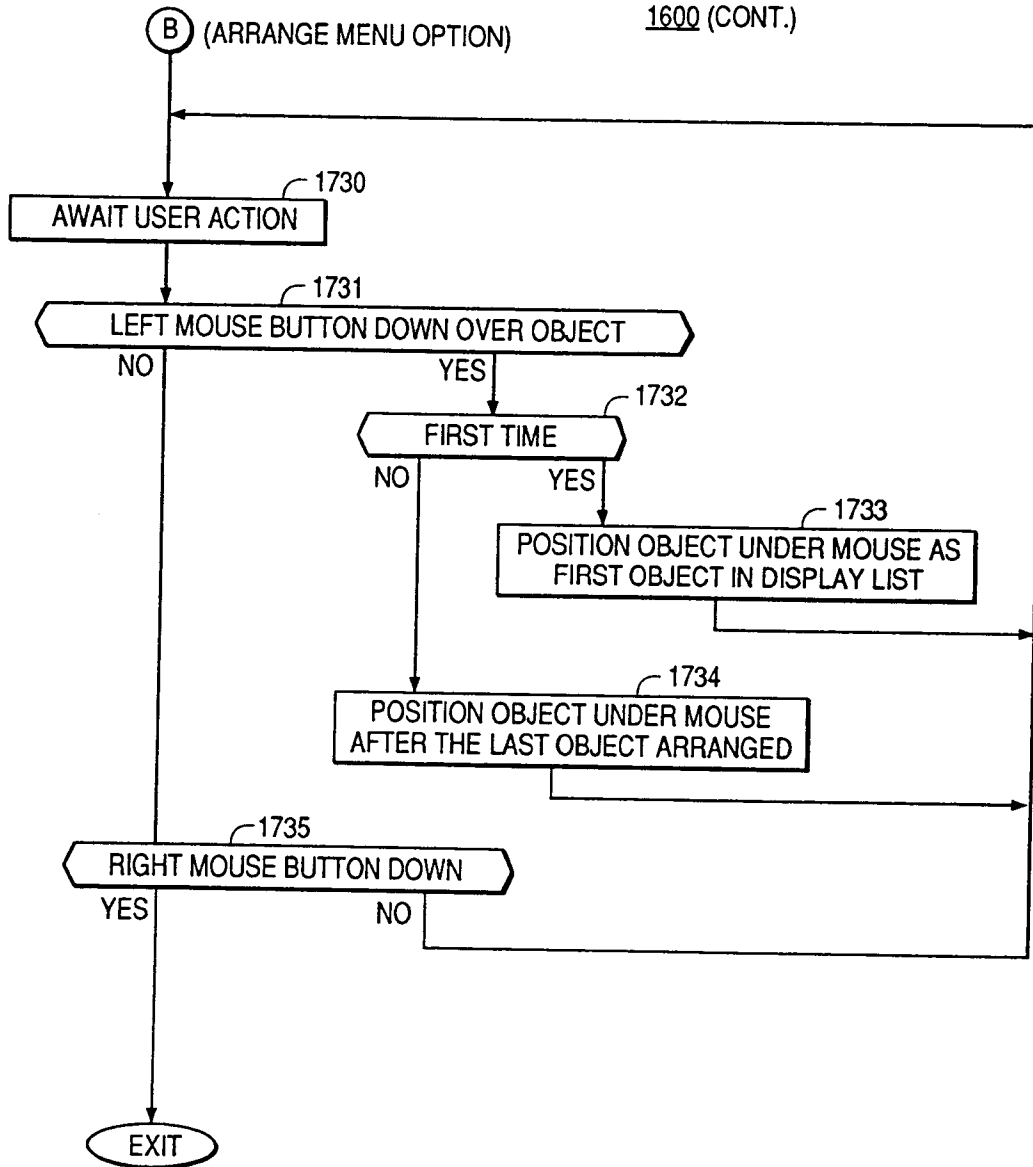 B (ARRANGE MENU OPTION)
1600 (CONT.)
1730
AWAIT USER ACTION
1731
LEFT MOUSE BUTTON DOWN OVER OBJECT
NO
YES
1732
FIRST TIME
NO
YES
1733
POSITION OBJECT UNDER MOUSE AS
FIRST OBJECT IN DISPLAY LIST
1734
POSITION OBJECT UNDER MOUSE
AFTER THE LAST OBJECT ARRANGED
1735
RIGHT MOUSE BUTTON DOWN
YES
NO
EXIT